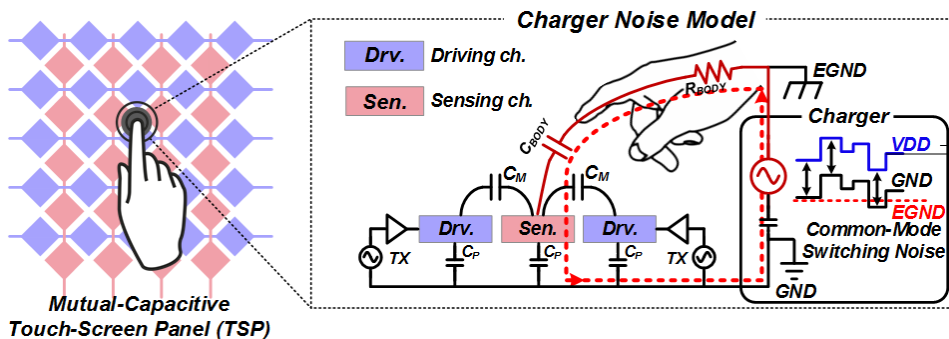 Charger Noise Model
Drv. Driving ch.
Sen. Sensing ch.
EGND
R_BODY
C_BODY
Charger
VDD
GND
EGND
Common-Mode
Switching Noise
GND
C_M
C_M
Drv.
Sen.
Drv.
TX
C_P
C_P
C_P
TX
Mutual-Capacitive
Touch-Screen Panel (TSP)